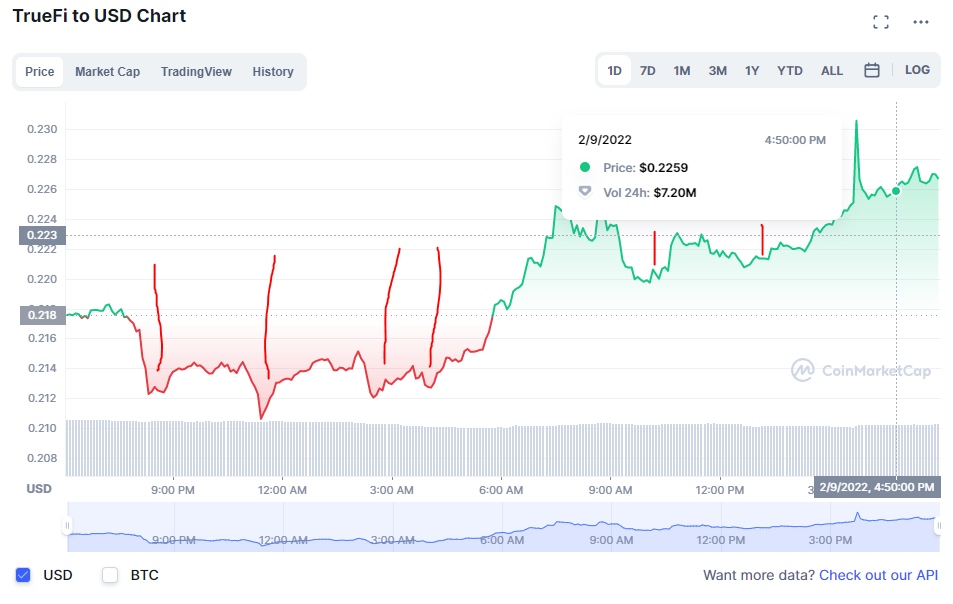 TrueFi to USD Chart
Price Market Cap TradingView History
1D 7D 1M 3M 1Y YTD ALL LOG
0.230
0.228
0.226
0.224
0.223
0.222
0.220
0.218
0.216
0.214
0.212
0.210
0.208
2/9/2022 4:50:00 PM
Price: $0.2259
Vol 24h: $7.20M
CoinMarketCap
USD
9:00 PM 12:00 AM 3:00 AM 6:00 AM 9:00 AM 12:00 PM 2/9/2022, 4:50:00 PM
9:00 PM 12:00 AM 3:00 AM 6:00 AM 9:00 AM 12:00 PM 3:00 PM
USD BTC
Want more data? Check out our API